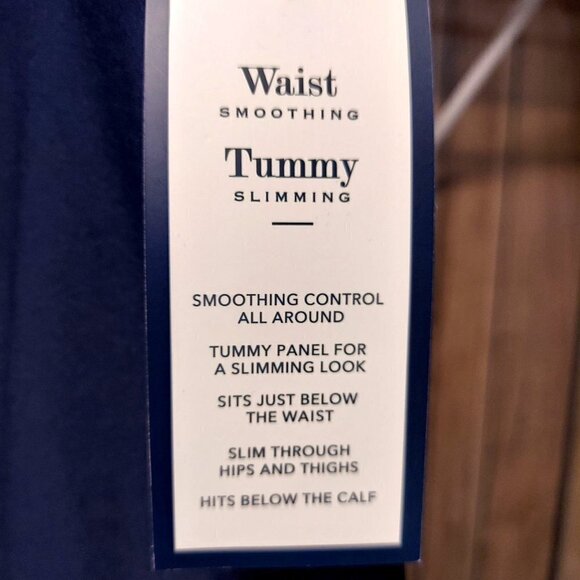 Waist
SMOOTHING
Tummy
SLIMMING
SMOOTHING CONTROL
ALL AROUND
TUMMY PANEL FOR
A SLIMMING LOOK
SITS JUST BELOW
THE WAIST
SLIM THROUGH
HIPS AND THIGHS
HITS BELOW THE CALF